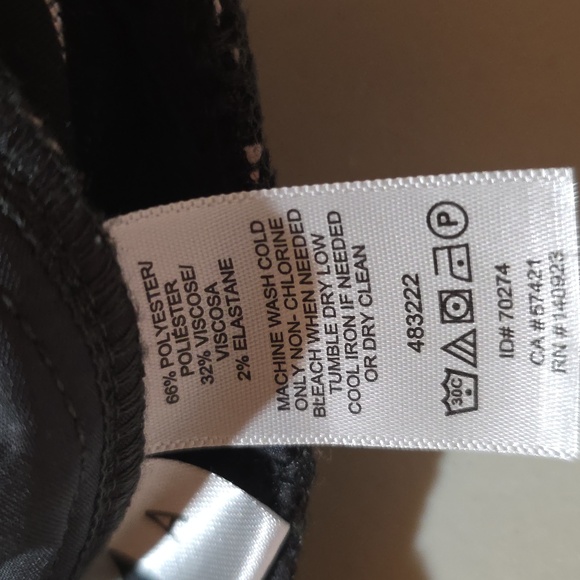 66% POLYESTER/
POLIÉSTER
32% VISCOSE/
VISCOSA
2% ELASTANE
MACHINE WASH COLD
ONLY NON- CHLORINE
BLEACH WHEN NEEDED
TUMBLE DRY LOW
COOL IRON IF NEEDED
OR DRY CLEAN
483222
30C P
ID# 70274
CA #57421
RN #140923
A